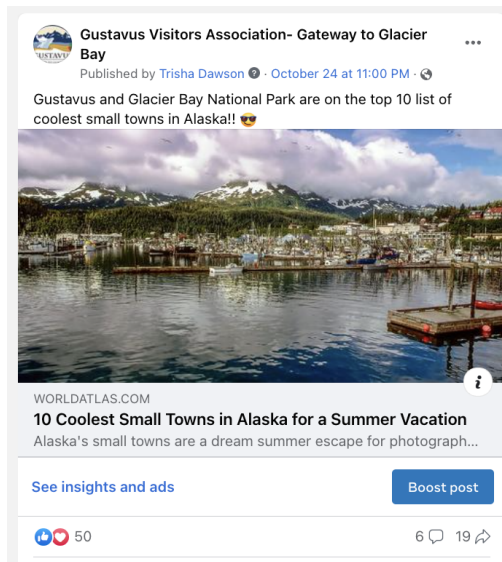 Gustavus Visitors Association- Gateway to Glacier
Bay
Published by Trisha Dawson · October 24 at 11:00 PM ·
Gustavus and Glacier Bay National Park are on the top 10 list of
coolest small towns in Alaska!! 😎
WORLDATLAS.COM
10 Coolest Small Towns in Alaska for a Summer Vacation
Alaska's small towns are a dream summer escape for photograph...
See insights and ads
Boost post
50
6
19